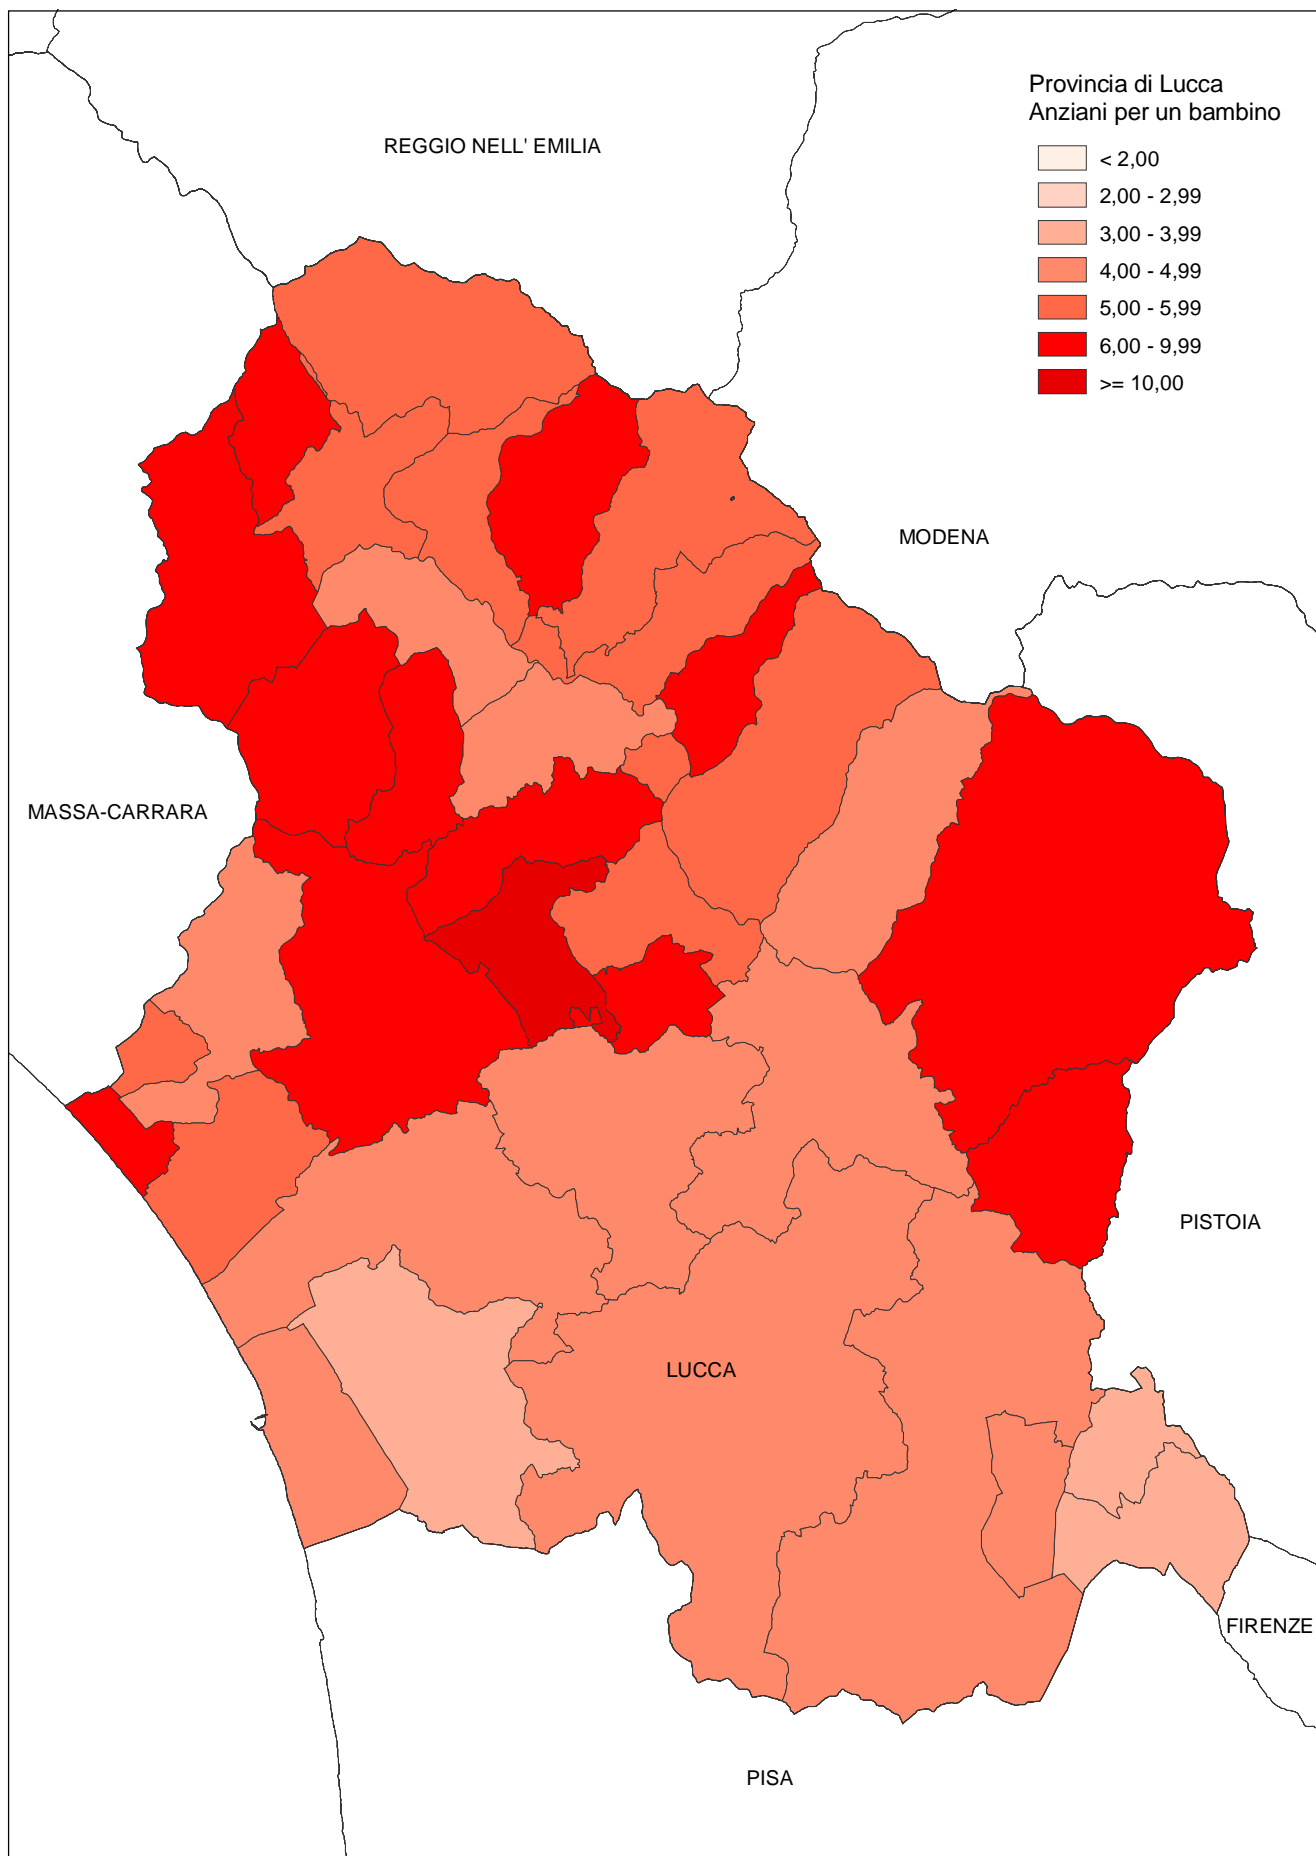 Provincia di Lucca
Anziani per un bambino
< 2,00
2,00 - 2,99
3,00 - 3,99
4,00 - 4,99
5,00 - 5,99
6,00 - 9,99
>= 10,00
REGGIO NELL' EMILIA
MODENA
MASSA-CARRARA
PISTOIA
LUCCA
FIRENZE
PISA